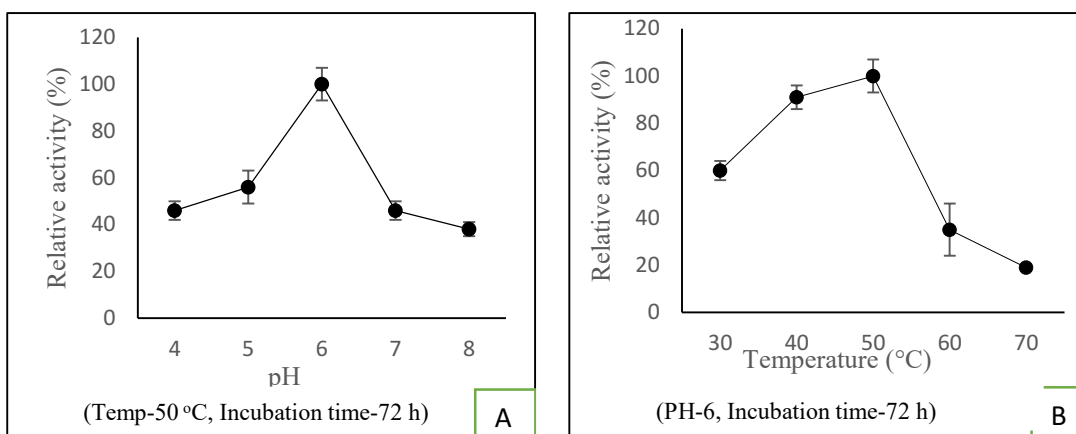 120
100
80
60
40
20
0
Relative activity (%)
4 5 6 7 8
pH
(Temp-50 °C, Incubation time-72 h)
A
120
100
80
60
40
20
0
Relative activity (%)
30 40 50 60 70
Temperature (°C)
(PH-6, Incubation time-72 h)
B